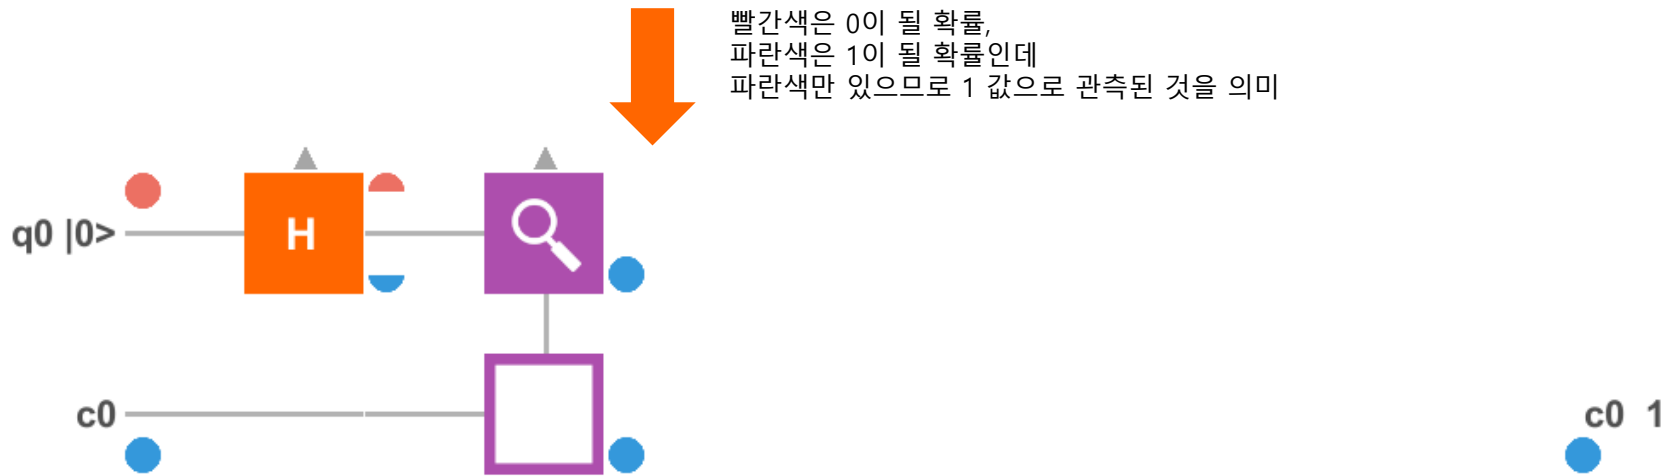 빨간색은 0이 될 확률,
파란색은 1이 될 확률인데
파란색만 있으므로 1 값으로 관측된 것을 의미
q0 |0>
H
c0
c0 1